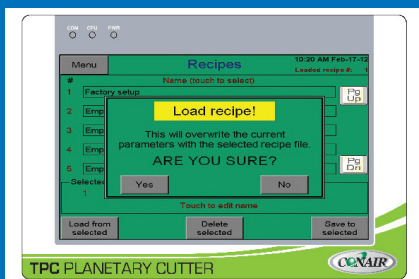 COM CPU PWR
Menu
Recipes
10:20 AM Feb-17-12
Loaded recipe #: 1
#
Name (touch to select)
1 Factory setup
Pg Up
2 Emp
3 Emp
4 Emp
5 Emp
Pg Dn
Load recipe!
This will overwrite the current
parameters with the selected recipe file.
ARE YOU SURE?
Yes
No
Selected
1
Touch to edit name
Load from
selected
Delete
selected
Save to
selected
TPC PLANETARY CUTTER
CONAIR